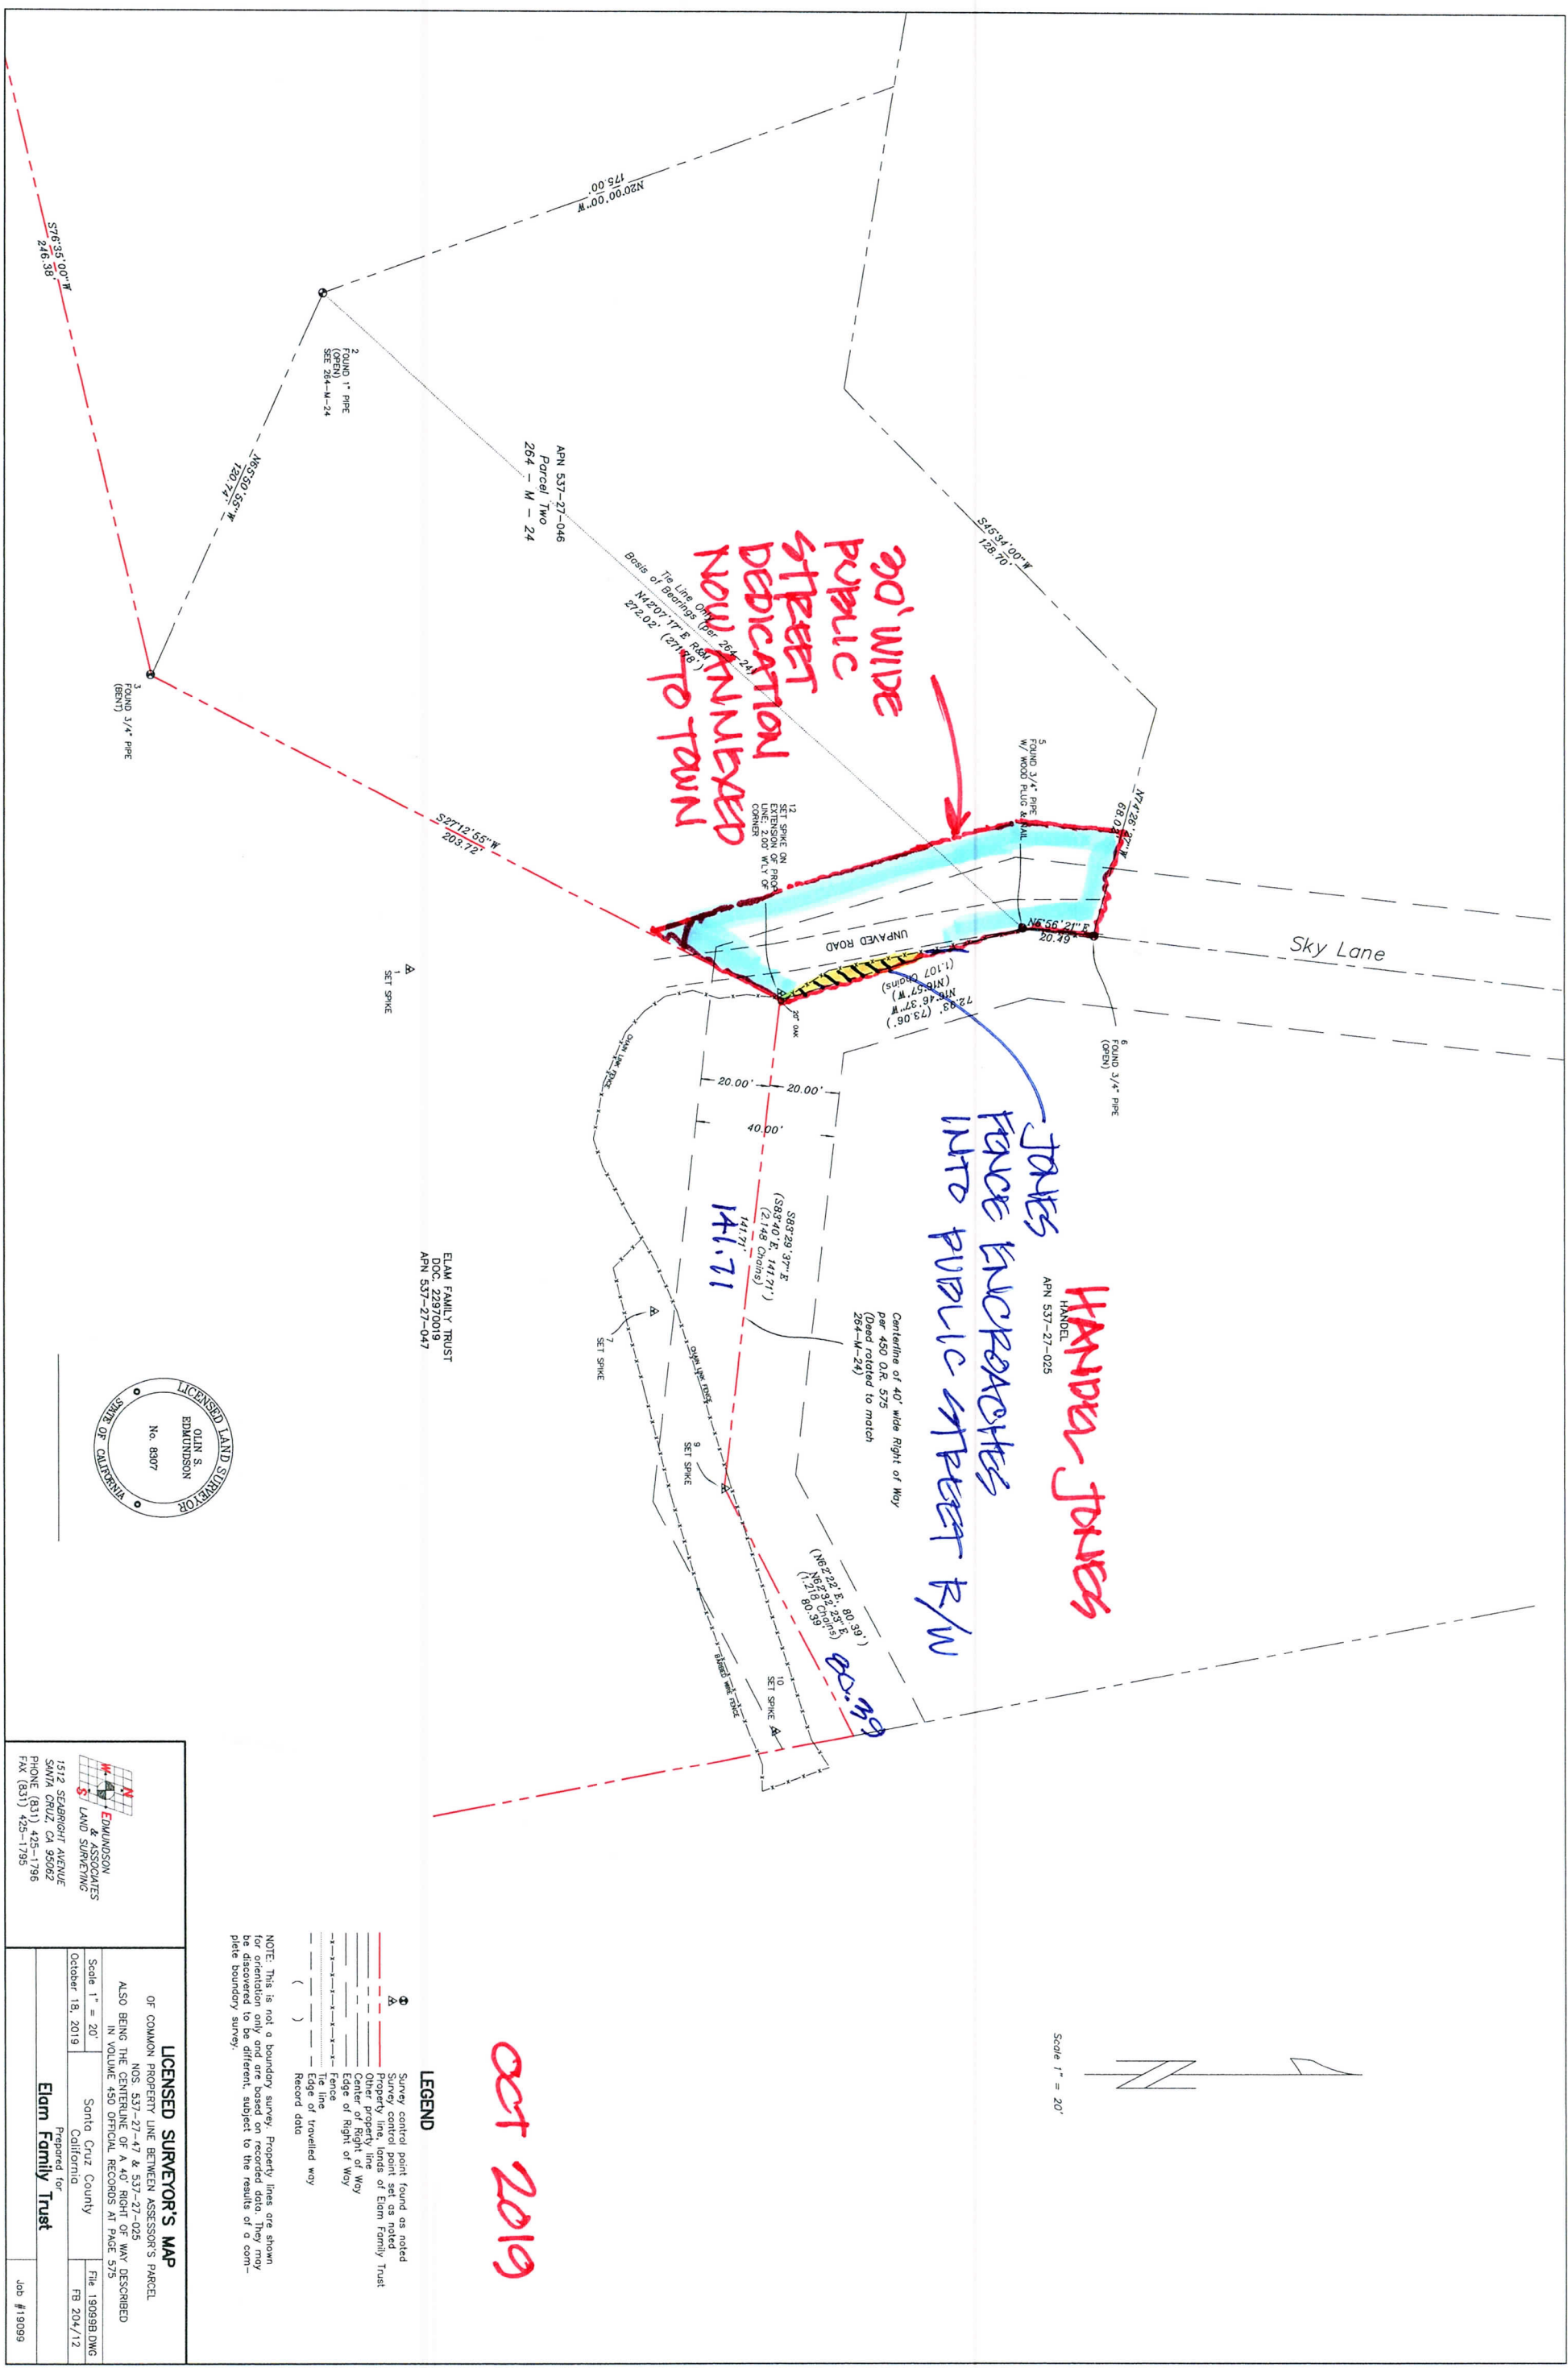 N20°00'00"W
175.00'
S76°35'00"W
246.38'
2
FOUND 1" PIPE
(OPEN)
SEE 264-M-24
N65°50'55"W
120.74'
3
FOUND 3/4" PIPE
(BENT)
APN 537-27-046
Parcel Two
264 - M - 24
S45°34'00"W
128.70'
Tie Line Only
Basis of Bearings (per 264-24)
N42°07'17"E R&M
272.02' (271.78')
30' WIDE
PUBLIC
STREET
DEDICATION
NOW ANNEXED
TO TOWN
S27°12'55"W
203.72'
5
FOUND 3/4" PIPE
W/ WOOD PLUG & NAIL
N74°26'27"W
68.02'
12
SET SPIKE ON
EXTENSION OF PROP
LINE; 2.00' W'LY OF
CORNER
UNPAVED ROAD
N6°56'21"E
20.49'
Sky Lane
72.93' (73.06')
N16°46'37"W
(N16°57'W)
(1.107 Chains)
20" OAK
1
SET SPIKE
6
FOUND 3/4" PIPE
(OPEN)
CHAIN LINK FENCE
20.00'
20.00'
40.00'
JONES
FENCE ENCROACHES
INTO PUBLIC STREET R/W
HANDEL-JONES
HANDEL
APN 537-27-025
S83°29'37"E
(S83°40'E, 141.71')
(2.148 Chains)
141.71'
141.71
Centerline of 40' wide Right of Way
per 450 O.R. 575
(Deed rotated to match
264-M-24)
ELAM FAMILY TRUST
DOC. 22970019
APN 537-27-047
7
SET SPIKE
CHAIN LINK FENCE
9
SET SPIKE
(N62°22'E, 80.39')
N62°32'23"E
(1.218 Chains)
80.39'
80.39
10
SET SPIKE
BARBED WIRE FENCE
LICENSED LAND SURVEYOR
OLIN S.
EDMUNDSON
No. 8307
STATE OF CALIFORNIA
Scale 1" = 20'
N
OCT 2019
LEGEND
Survey control point found as noted
Survey control point set as noted
Property line, lands of Elam Family Trust
Other property line
Center of Right of Way
Edge of Right of Way
Fence
Tie line
Edge of travelled way
( ) Record data
NOTE: This is not a boundary survey. Property lines are shown
for orientation only and are based on recorded data. They may
be discovered to be different, subject to the results of a com-
plete boundary survey.
N
W
S
EDMUNDSON
& ASSOCIATES
LAND SURVEYING
1512 SEABRIGHT AVENUE
SANTA CRUZ, CA 95062
PHONE (831) 425-1796
FAX (831) 425-1795
LICENSED SURVEYOR'S MAP
OF COMMON PROPERTY LINE BETWEEN ASSESSOR'S PARCEL
NOS. 537-27-47 & 537-27-025
ALSO BEING THE CENTERLINE OF A 40' RIGHT OF WAY DESCRIBED
IN VOLUME 450 OFFICIAL RECORDS AT PAGE 575
Scale 1" = 20'
October 18, 2019
Santa Cruz County
California
File 19099B.DWG
FB 204/12
Prepared for
Elam Family Trust
Job #19099